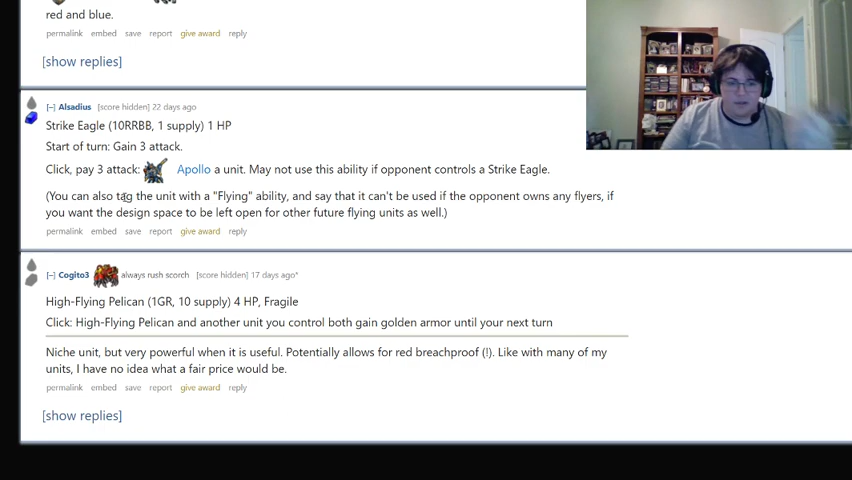 red and blue.
permalink embed save report give award reply
[show replies]
[–] Alsadius [score hidden] 22 days ago
Strike Eagle (10RRBB, 1 supply) 1 HP
Start of turn: Gain 3 attack.
Click, pay 3 attack: Apollo a unit. May not use this ability if opponent controls a Strike Eagle.
(You can also tag the unit with a "Flying" ability, and say that it can't be used if the opponent owns any flyers, if
you want the design space to be left open for other future flying units as well.)
permalink embed save report give award reply
[–] Cogito3 always rush scorch [score hidden] 17 days ago*
High-Flying Pelican (1GR, 10 supply) 4 HP, Fragile
Click: High-Flying Pelican and another unit you control both gain golden armor until your next turn
Niche unit, but very powerful when it is useful. Potentially allows for red breachproof (!). Like with many of my
units, I have no idea what a fair price would be.
permalink embed save report give award reply
[show replies]